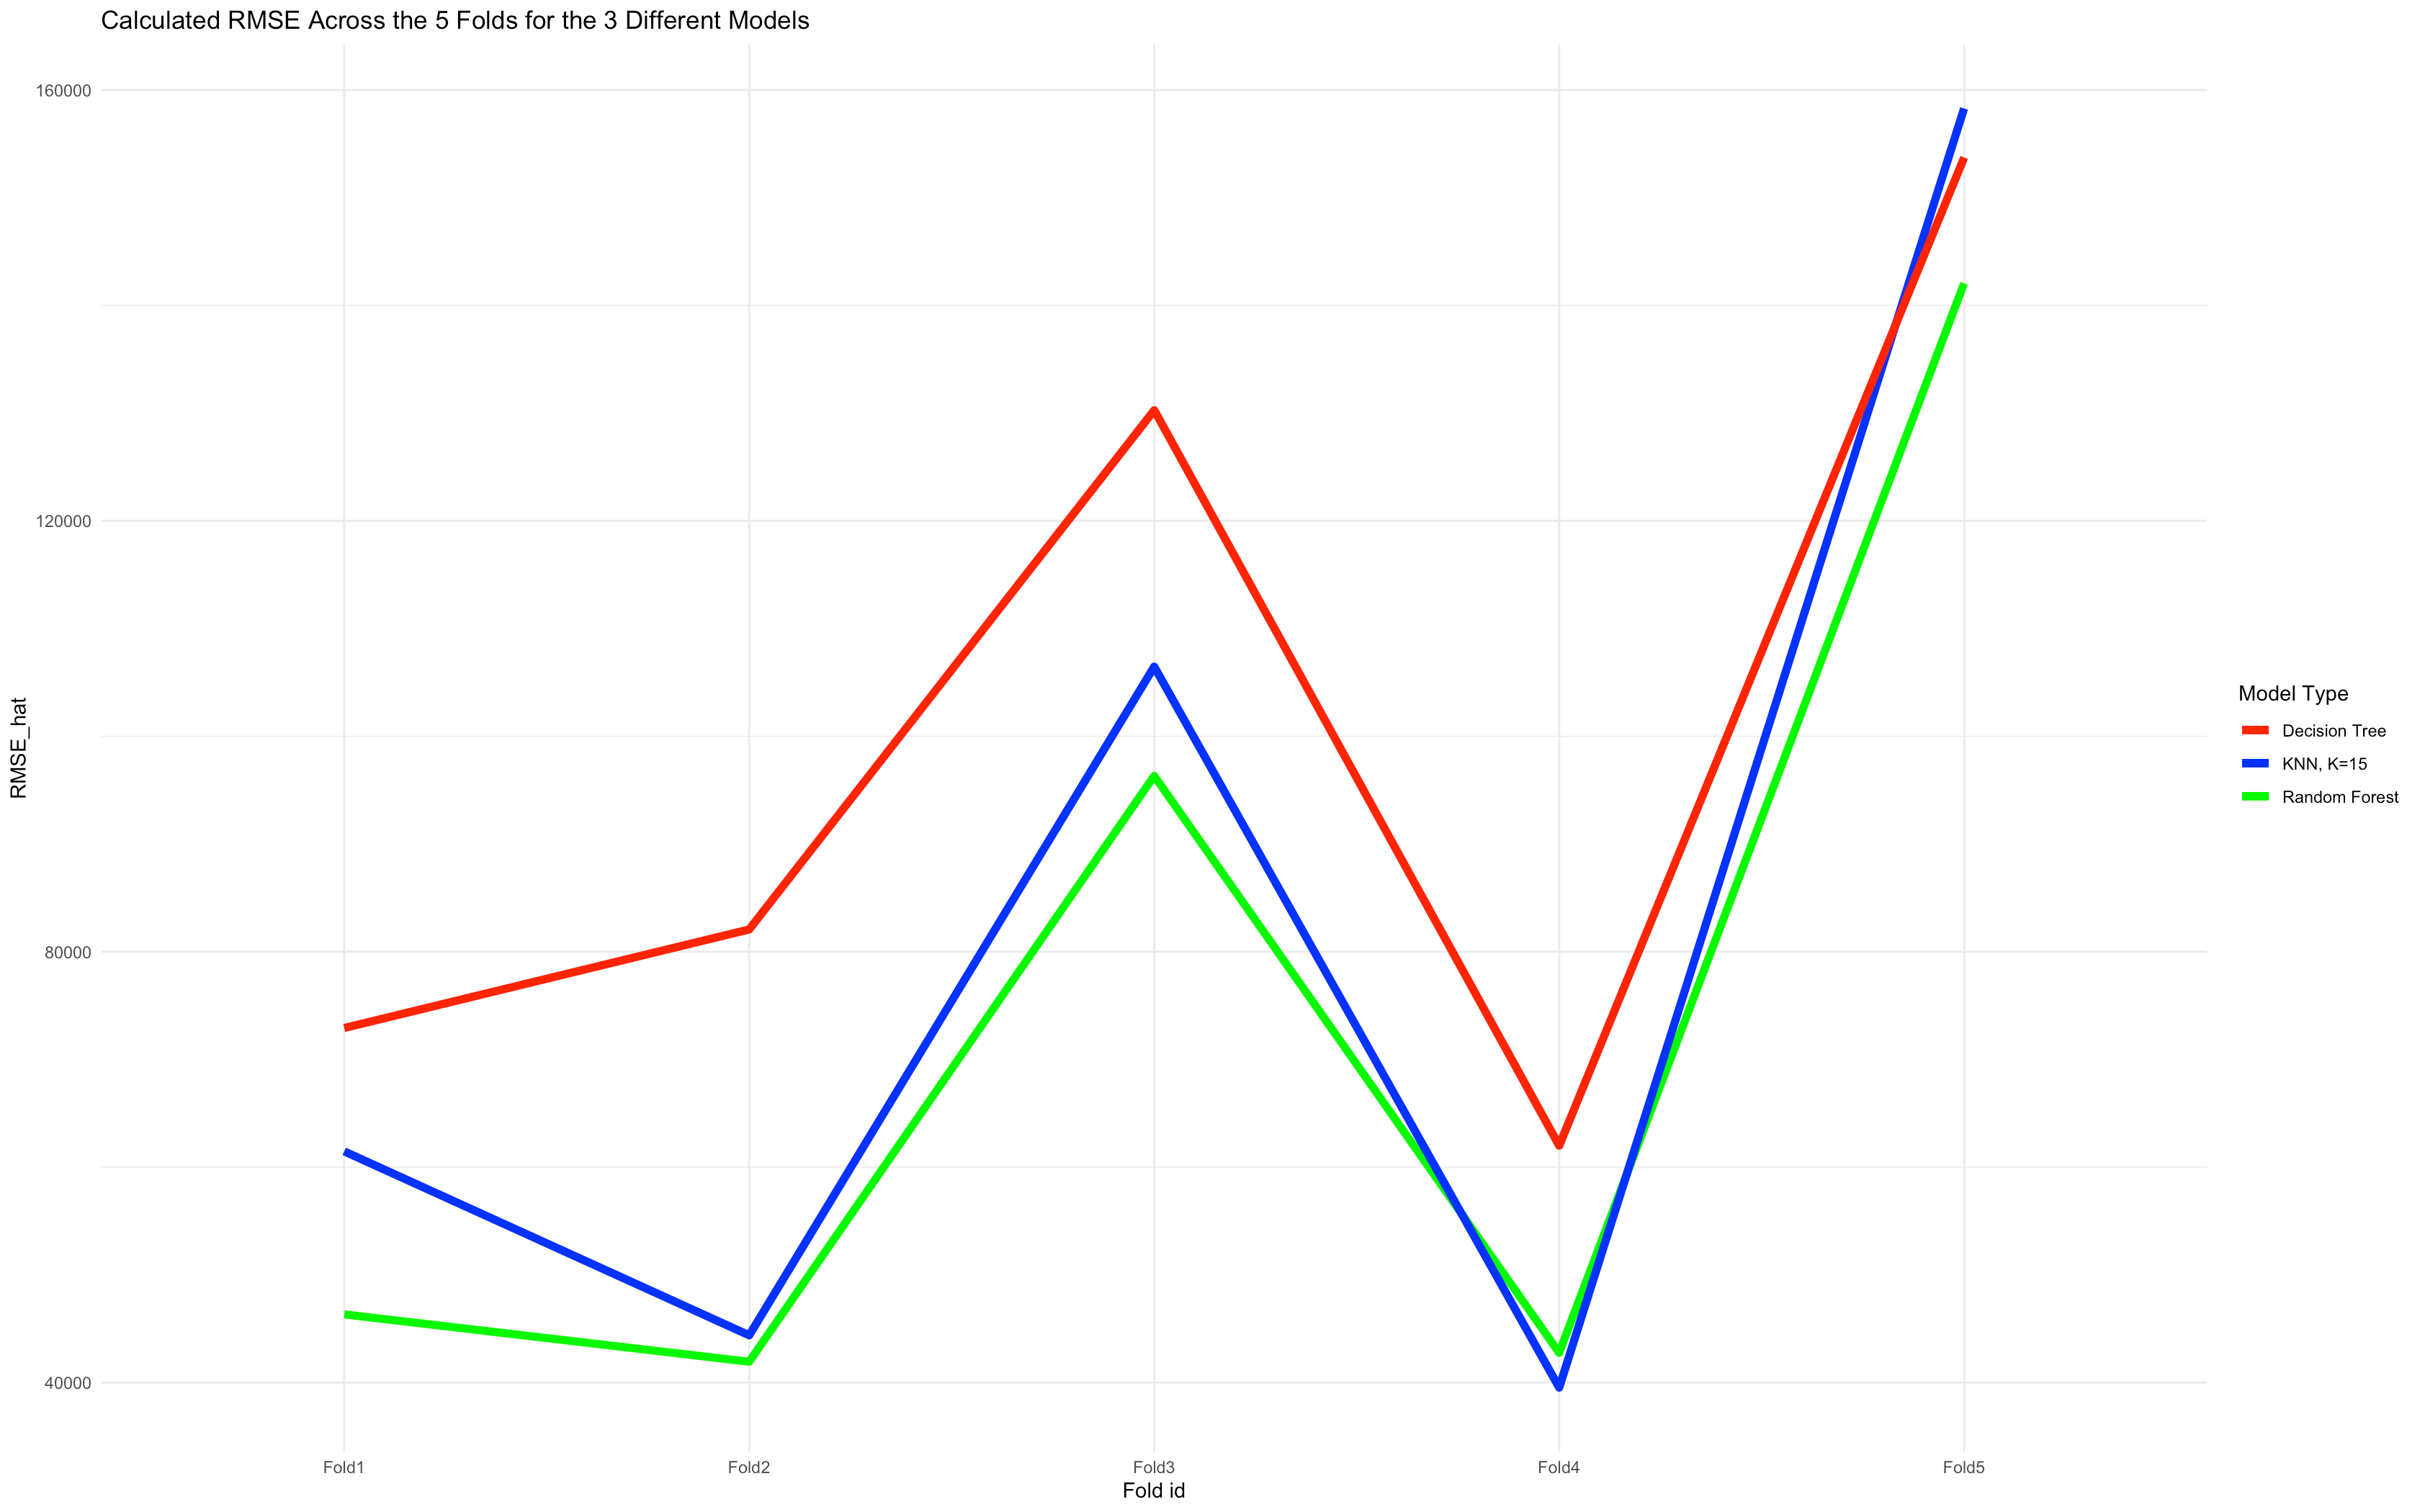 Calculated RMSE Across the 5 Folds for the 3 Different Models
160000
120000
80000
40000
RMSE_hat
Fold1
Fold2
Fold3
Fold4
Fold5
Fold id
Model Type
Decision Tree
KNN, K=15
Random Forest